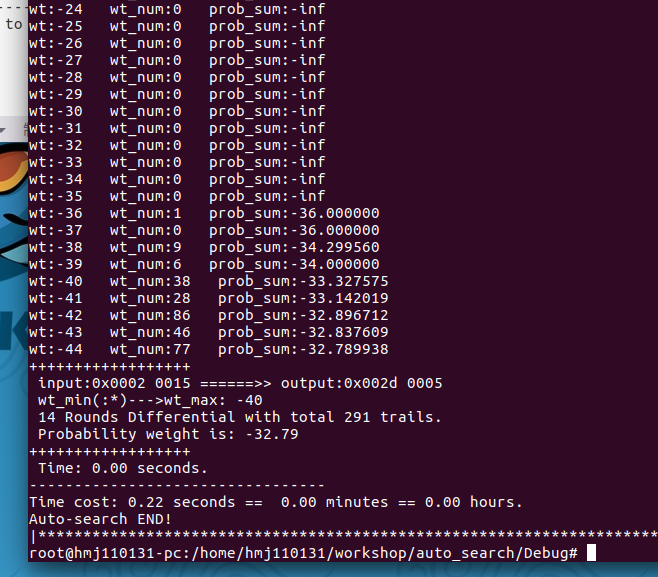 ----
to
wt:-24   wt_num:0   prob_sum:-inf
wt:-25   wt_num:0   prob_sum:-inf
wt:-26   wt_num:0   prob_sum:-inf
wt:-27   wt_num:0   prob_sum:-inf
wt:-28   wt_num:0   prob_sum:-inf
wt:-29   wt_num:0   prob_sum:-inf
wt:-30   wt_num:0   prob_sum:-inf
wt:-31   wt_num:0   prob_sum:-inf
wt:-32   wt_num:0   prob_sum:-inf
wt:-33   wt_num:0   prob_sum:-inf
wt:-34   wt_num:0   prob_sum:-inf
wt:-35   wt_num:0   prob_sum:-inf
wt:-36   wt_num:1   prob_sum:-36.000000
wt:-37   wt_num:0   prob_sum:-36.000000
wt:-38   wt_num:9   prob_sum:-34.299560
wt:-39   wt_num:6   prob_sum:-34.000000
wt:-40   wt_num:38   prob_sum:-33.327575
wt:-41   wt_num:28   prob_sum:-33.142019
wt:-42   wt_num:86   prob_sum:-32.896712
wt:-43   wt_num:46   prob_sum:-32.837609
wt:-44   wt_num:77   prob_sum:-32.789938
++++++++++++++++++
input:0x0002 0015 ======>> output:0x002d 0005
wt_min(:*)--->wt_max: -40
14 Rounds Differential with total 291 trails.
Probability weight is: -32.79
++++++++++++++++++
Time: 0.00 seconds.
---------------------------------
Time cost: 0.22 seconds ==  0.00 minutes == 0.00 hours.
Auto-search END!
|*********************************************************************
root@hmj110131-pc:/home/hmj110131/workshop/auto_search/Debug#